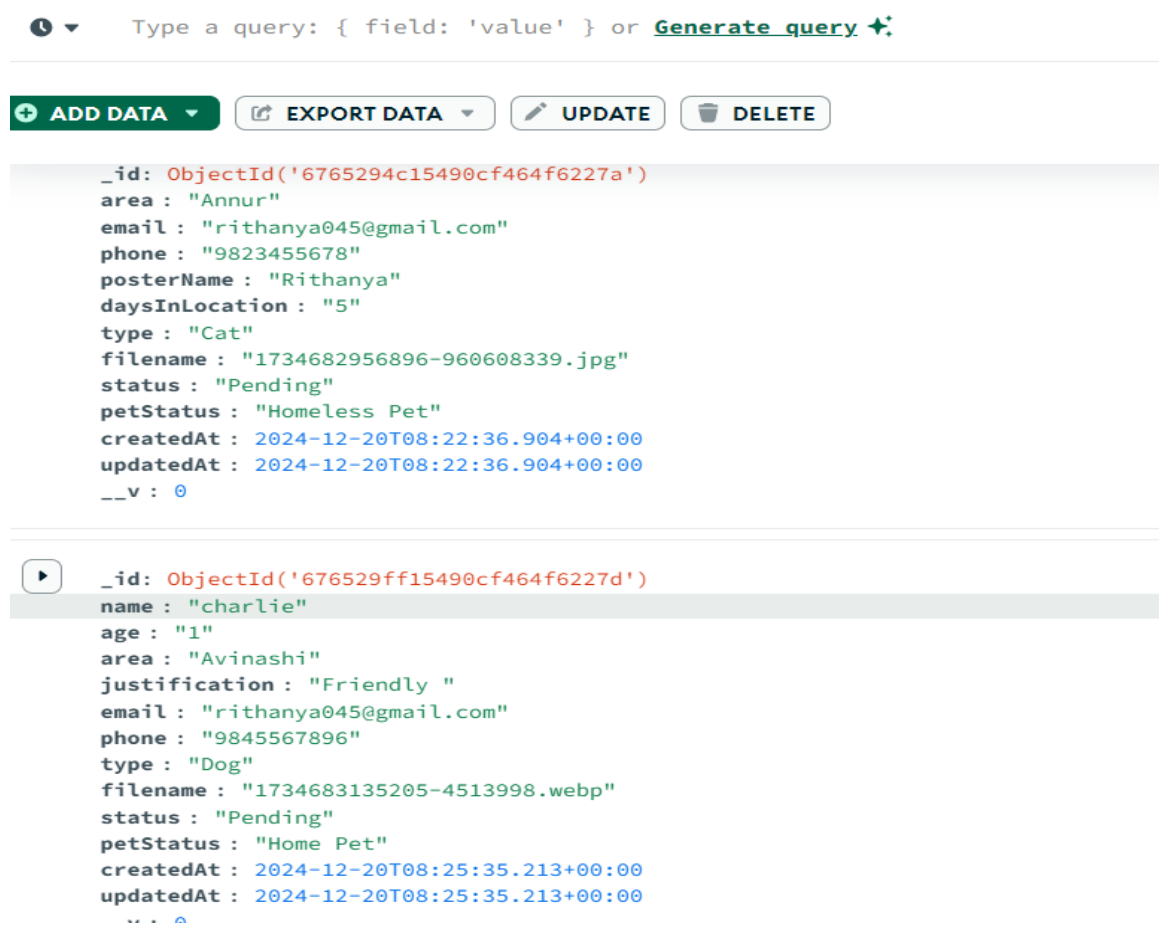 Type a query: { field: 'value' } or Generate query
ADD DATA EXPORT DATA UPDATE DELETE
_id: ObjectId('6765294c15490cf464f6227a')
area : "Annur"
email : "rithanya045@gmail.com"
phone : "9823455678"
posterName : "Rithanya"
daysInLocation : "5"
type : "Cat"
filename : "1734682956896-960608339.jpg"
status : "Pending"
petStatus : "Homeless Pet"
createdAt : 2024-12-20T08:22:36.904+00:00
updatedAt : 2024-12-20T08:22:36.904+00:00
__v : 0
_id: ObjectId('676529ff15490cf464f6227d')
name : "charlie"
age : "1"
area : "Avinashi"
justification : "Friendly "
email : "rithanya045@gmail.com"
phone : "9845567896"
type : "Dog"
filename : "1734683135205-4513998.webp"
status : "Pending"
petStatus : "Home Pet"
createdAt : 2024-12-20T08:25:35.213+00:00
updatedAt : 2024-12-20T08:25:35.213+00:00